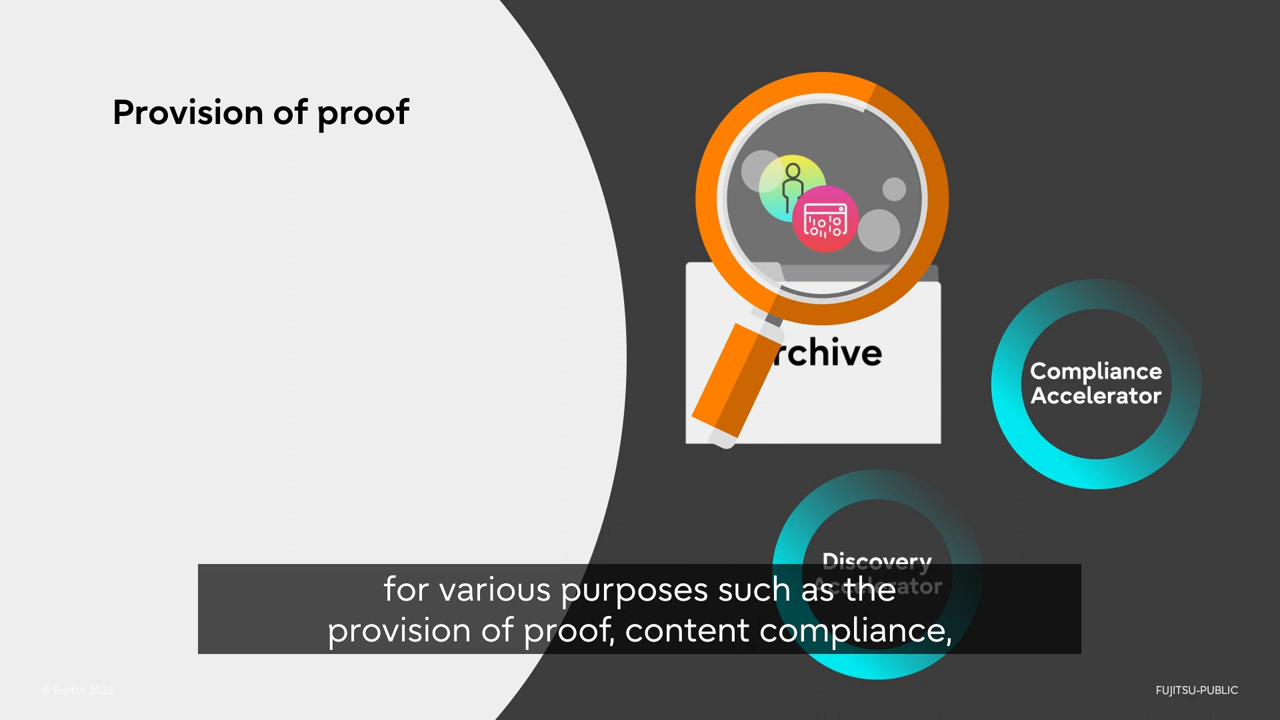 Provision of proof
rchive
Compliance
Accelerator
Discovery
Accelerator
for various purposes such as the
provision of proof, content compliance,
© Fujitsu 2022
FUJITSU-PUBLIC